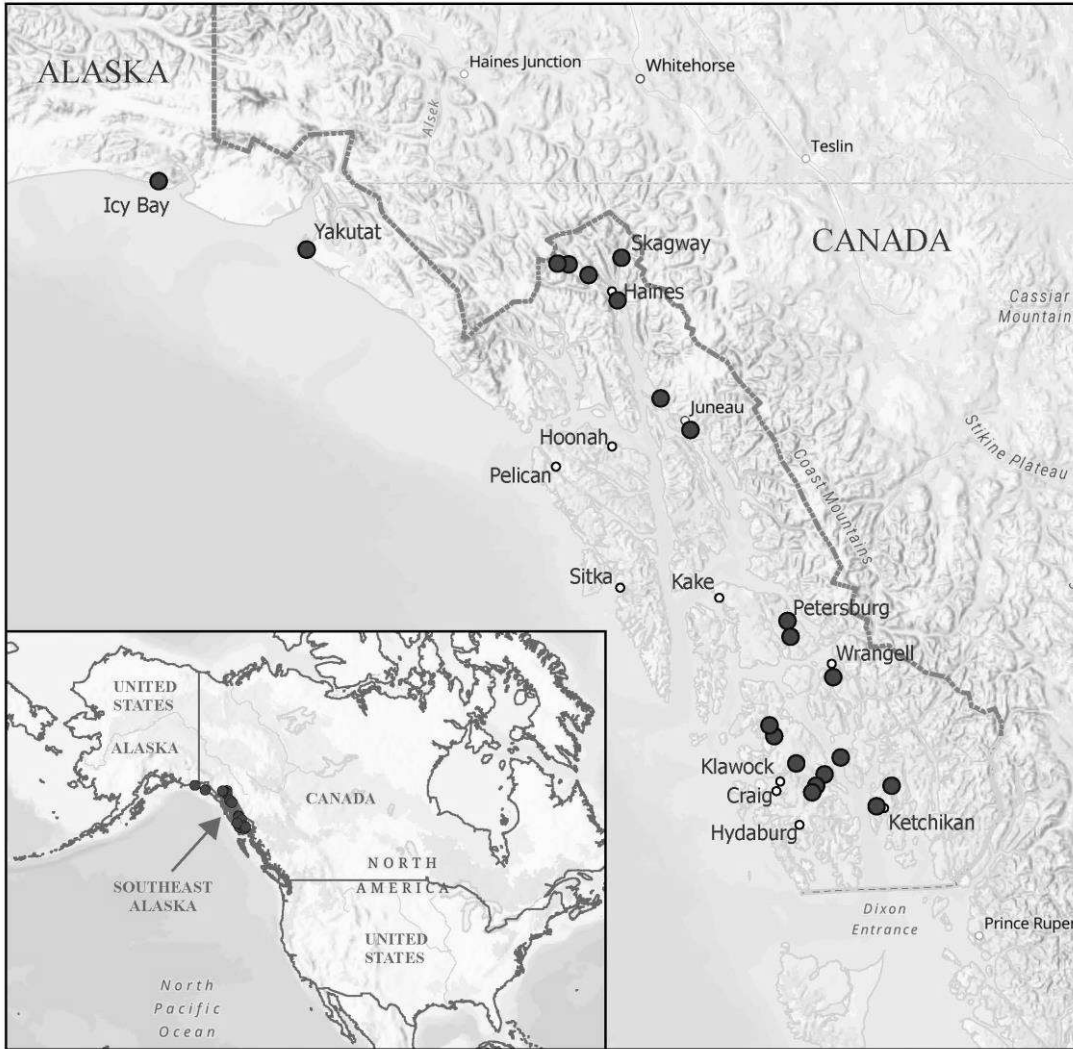 ALASKA
Haines Junction
Whitehorse
Alsek
Teslin
Icy Bay
Yakutat
Skagway
CANADA
Haines
Cassiar
Mountain
Juneau
Hoonah
Pelican
Stikine Plateau
Coast Mountains
Sitka
Kake
Petersburg
Wrangell
Klawock
Craig
Ketchikan
Hydaburg
Dixon
Entrance
Prince Ruper
UNITED
STATES
ALASKA
CANADA
NORTH
AMERICA
SOUTHEAST
ALASKA
UNITED
STATES
North
Pacific
Ocean